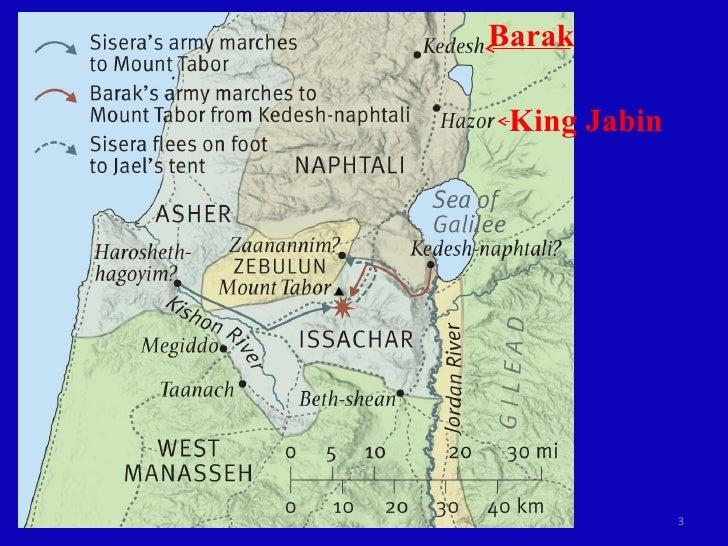 Sisera's army marches
to Mount Tabor
Barak's army marches to
Mount Tabor from Kedesh-naphtali
Sisera flees on foot
to Jael's tent
Kedesh
Barak
Hazor
King Jabin
NAPHTALI
Sea of
Galilee
ASHER
Harosheth-
hagoyim?
Zaanannim?
Kedesh-naphtali?
ZEBULUN
Mount Tabor
Kishon River
ISSACHAR
Megiddo
Jordan River
GILEAD
Taanach
Beth-shean
WEST
MANASSEH
0 5 10 20 30 mi
0 10 20 30 40 km
3